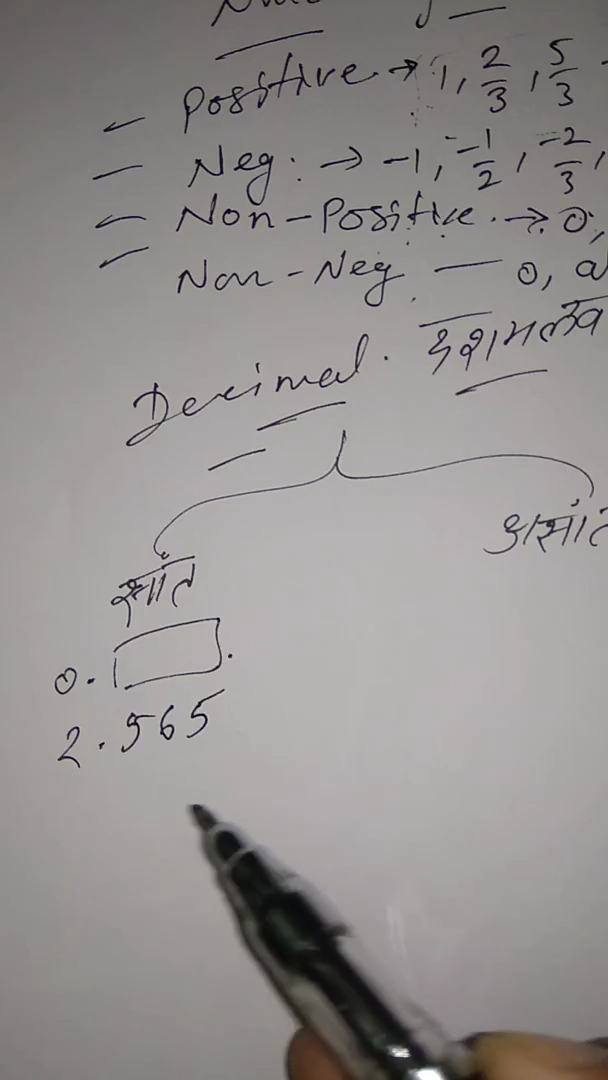 Positive → 1, 2/3, 5/3
Neg. → -1, -1/2, -2/3,
Non-Positive. → 0,
Non-Neg — 0,
Decimal. दशमलव
सांत असांत
0. .
2.565